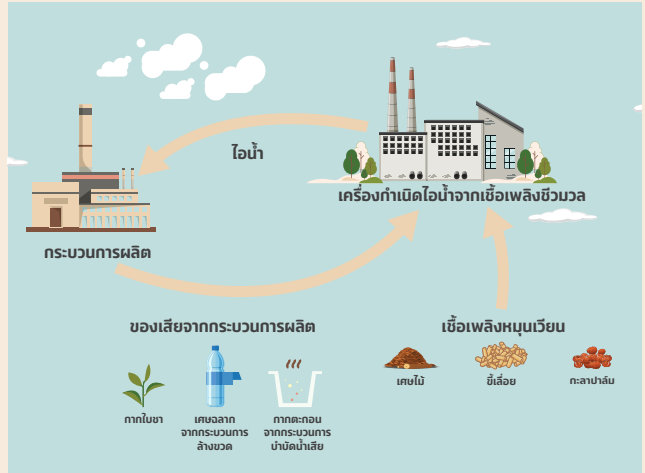 ไอน้ำ
เครื่องกำเนิดไอน้ำจากเชื้อเพลิงชีวมวล
กระบวนการผลิต
ของเสียจากกระบวนการผลิต
กากใบชา
เศษฉลาก
จากกระบวนการ
ล้างขวด
กากตะกอน
จากกระบวนการ
บำบัดน้ำเสีย
เชื้อเพลิงหมุนเวียน
เศษไม้
ขี้เลื่อย
กะลาปาล์ม